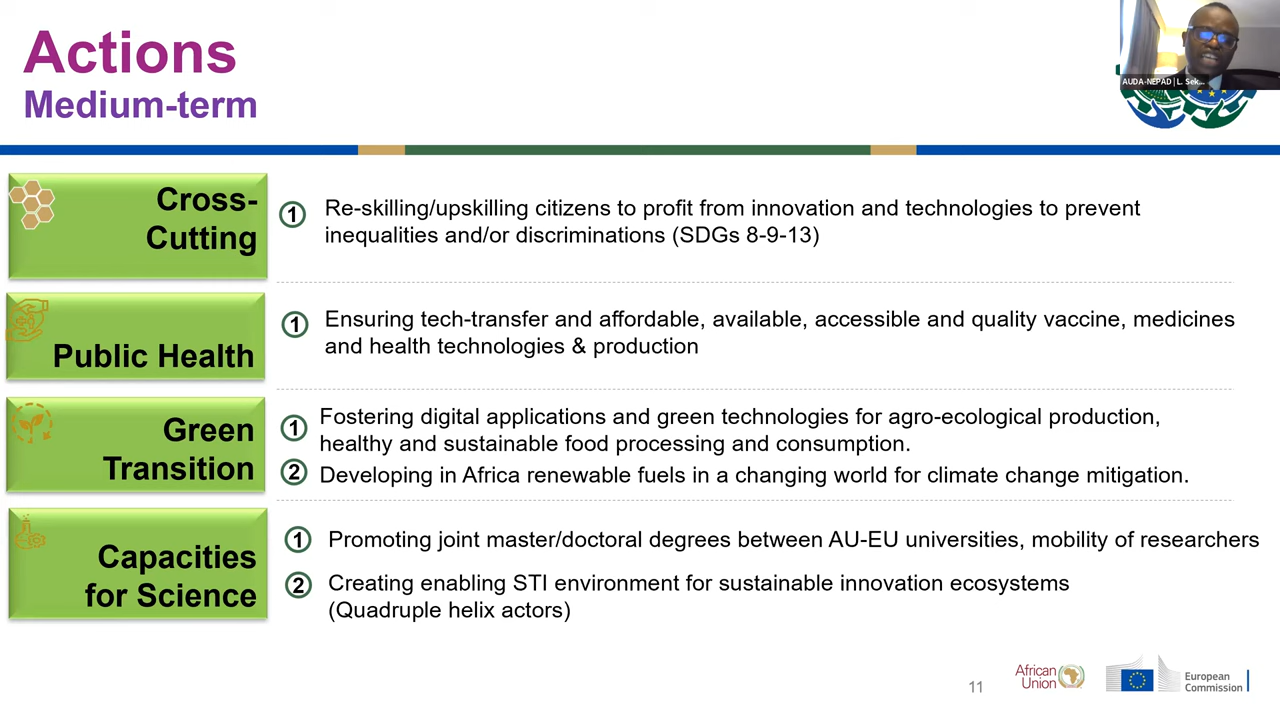 Actions
Medium-term
AUDA-NEPAD | L. Sek...
Cross-
Cutting
1 Re-skilling/upskilling citizens to profit from innovation and technologies to prevent
inequalities and/or discriminations (SDGs 8-9-13)
Public Health
1 Ensuring tech-transfer and affordable, available, accessible and quality vaccine, medicines
and health technologies & production
Green
Transition
1 Fostering digital applications and green technologies for agro-ecological production,
healthy and sustainable food processing and consumption.
2 Developing in Africa renewable fuels in a changing world for climate change mitigation.
Capacities
for Science
1 Promoting joint master/doctoral degrees between AU-EU universities, mobility of researchers
2 Creating enabling STI environment for sustainable innovation ecosystems
(Quadruple helix actors)
11
African
Union
European
Commission